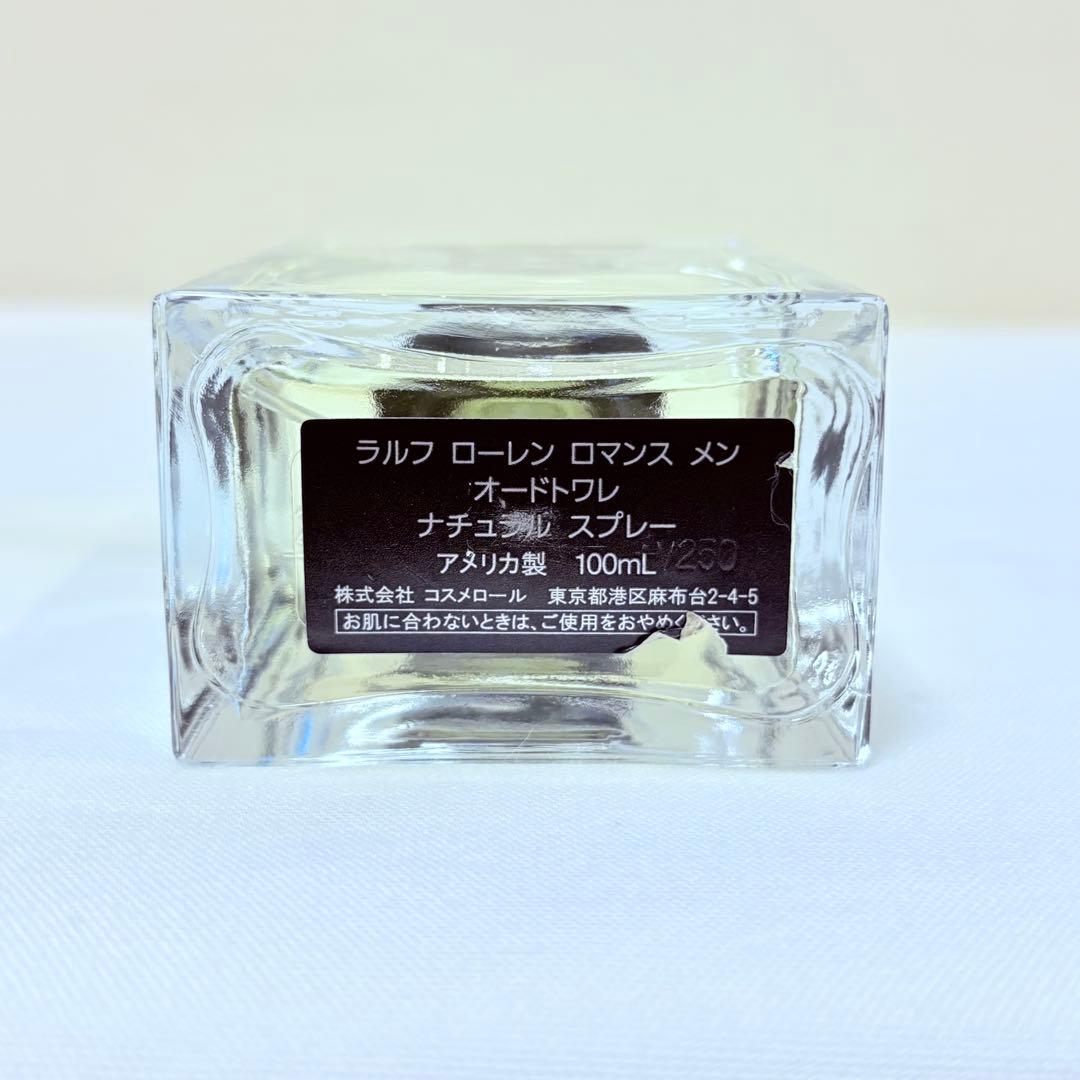 ラルフ ローレン ロマンス メン
オードトワレ
ナチュラル スプレー
アメリカ製 100mL
株式会社 コスメロール 東京都港区麻布台2-4-5
お肌に合わないときは、ご使用をおやめください。